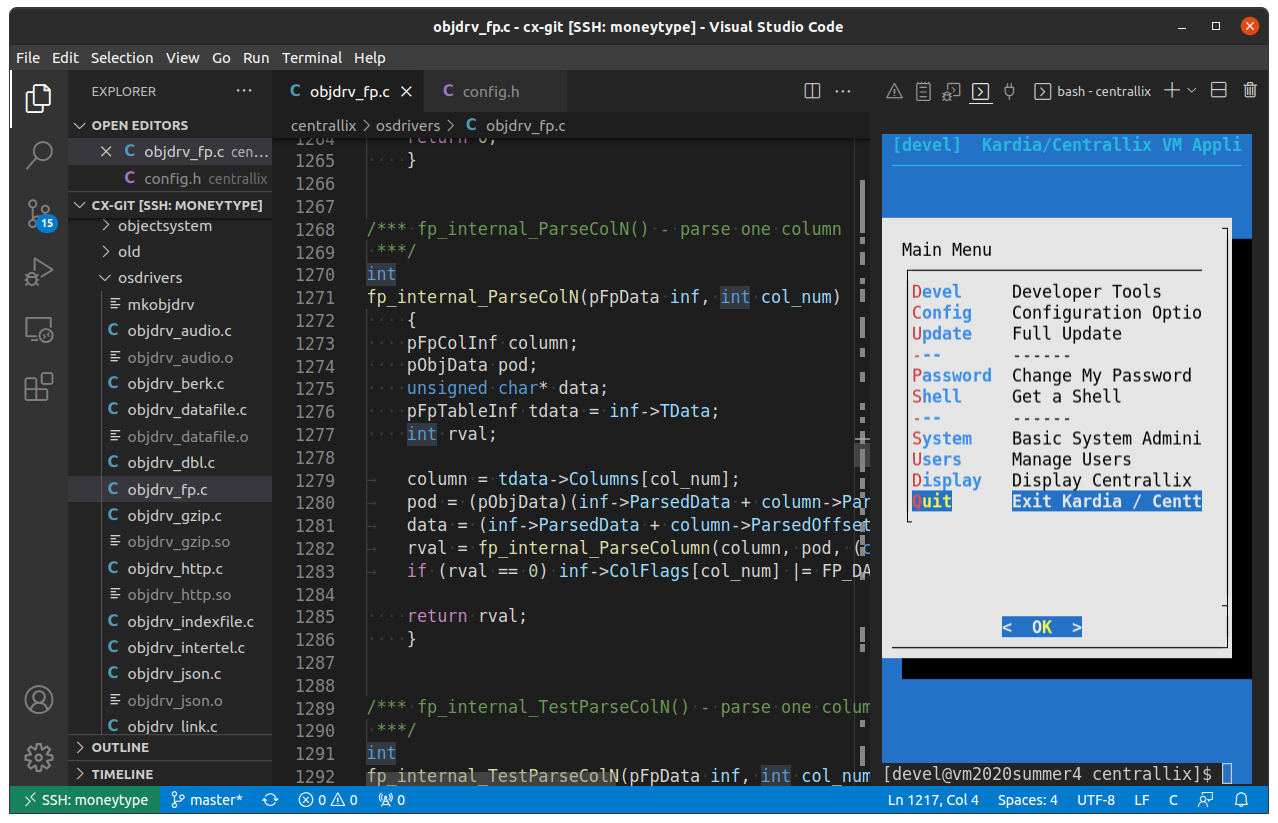 objdrv_fp.c - cx-git [SSH: moneytype] - Visual Studio Code
File Edit Selection View Go Run Terminal Help
EXPLORER ···
OPEN EDITORS
objdrv_fp.c cen...
config.h centrallix
CX-GIT [SSH: MONEYTYPE]
objectsystem
old
osdrivers
mkobjdrv
objdrv_audio.c
objdrv_audio.o
objdrv_berk.c
objdrv_datafile.c
objdrv_datafile.o
objdrv_dbl.c
objdrv_fp.c
objdrv_gzip.c
objdrv_gzip.so
objdrv_http.c
objdrv_http.so
objdrv_indexfile.c
objdrv_intertel.c
objdrv_json.c
objdrv_json.o
objdrv_link.c
OUTLINE
TIMELINE
15
C objdrv_fp.c
C config.h
centrallix > osdrivers > C objdrv_fp.c
1264 return 0;
1265 }
1266
1267
1268 /*** fp_internal_ParseColN() - parse one column
1269 ***/
1270 int
1271 fp_internal_ParseColN(pFpData inf, int col_num)
1272 {
1273 pFpColInf column;
1274 pObjData pod;
1275 unsigned char* data;
1276 pFpTableInf tdata = inf->TData;
1277 int rval;
1278
1279 column = tdata->Columns[col_num];
1280 pod = (pObjData)(inf->ParsedData + column->Par
1281 data = (inf->ParsedData + column->ParsedOffset
1282 rval = fp_internal_ParseColumn(column, pod, (c
1283 if (rval == 0) inf->ColFlags[col_num] |= FP_DA
1284
1285 return rval;
1286 }
1287
1288
1289 /*** fp_internal_TestParseColN() - parse one colum
1290 ***/
1291 int
1292 fp_internal_TestParseColN(pFpData inf, int col_num
bash - centrallix
[devel] Kardia/Centrallix VM Appli
Main Menu
Devel Developer Tools
Config Configuration Optio
Update Full Update
--- ------
Password Change My Password
Shell Get a Shell
--- ------
System Basic System Admini
Users Manage Users
Display Display Centrallix
Quit Exit Kardia / Centt
< OK >
[devel@vm2020summer4 centrallix]$
SSH: moneytype master* 0 0 0 Ln 1217, Col 4 Spaces: 4 UTF-8 LF C